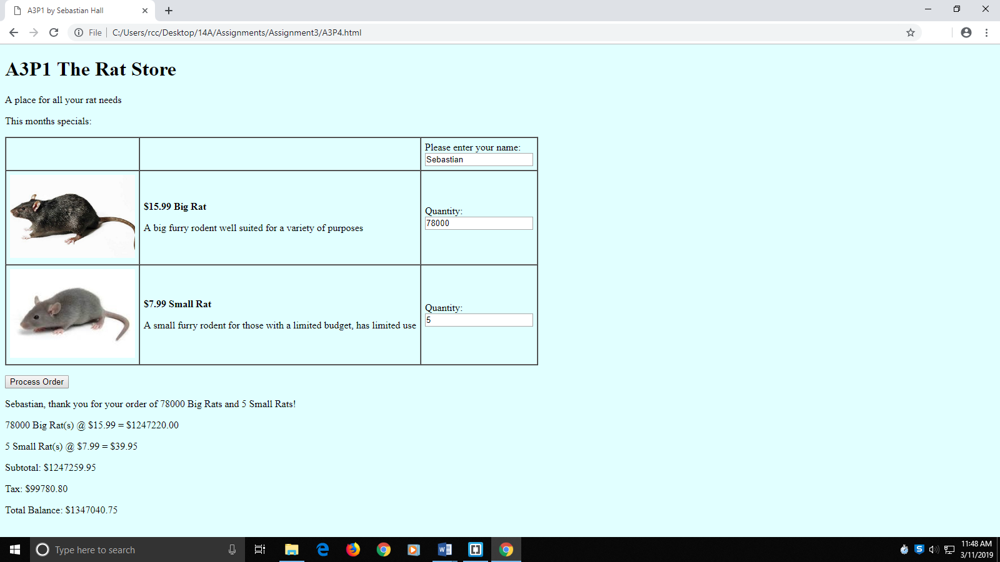 A3P1 by Sebastian Hall
File
C:/Users/rcc/Desktop/14A/Assignments/Assignment3/A3P4.html
A3P1 The Rat Store
A place for all your rat needs
This months specials:
Please enter your name:
Sebastian
$15.99 Big Rat
A big furry rodent well suited for a variety of purposes
Quantity:
78000
$7.99 Small Rat
A small furry rodent for those with a limited budget, has limited use
Quantity:
5
Process Order
Sebastian, thank you for your order of 78000 Big Rats and 5 Small Rats!
78000 Big Rat(s) @ $15.99 = $1247220.00
5 Small Rat(s) @ $7.99 = $39.95
Subtotal: $1247259.95
Tax: $99780.80
Total Balance: $1347040.75
Type here to search
11:48 AM
3/11/2019